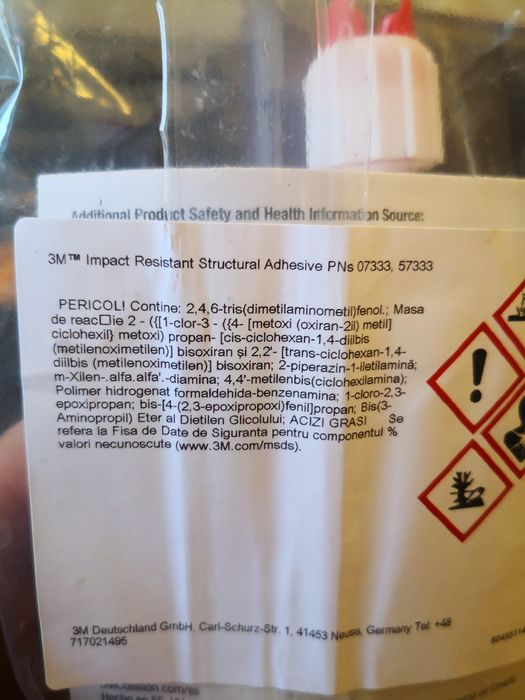 Additional Product Safety and Health Information Source:
3M™ Impact Resistant Structural Adhesive PNs 07333, 57333
PERICOL! Contine: 2,4,6-tris(dimetilaminometil)fenol.; Masa
de reac□ie 2 - ({[1-clor-3 - ({4- [metoxi (oxiran-2il) metil]
ciclohexil} metoxi) propan- [cis-ciclohexan-1,4-diilbis
(metilenoximetilen)] bisoxiran și 2,2'- [trans-ciclohexan-1,4-
diilbis (metilenoximetilen)] bisoxiran; 2-piperazin-1-iletilamină;
m-Xilen-.alfa.alfa'.-diamina; 4,4'-metilenbis(ciclohexilamina);
Polimer hidrogenat formaldehida-benzenamina; 1-cloro-2,3-
epoxipropan; bis-[4-(2,3-epoxipropoxi)fenil]propan; Bis(3-
Aminopropil) Eter al Dietilen Glicolului; ACIZI GRASI Se
refera la Fisa de Date de Siguranta pentru componentul %
valori necunoscute (www.3M.com/msds).
3M Deutschland GmbH, Carl-Schurz-Str. 1, 41453 Neuss, Germany Tel: +48
717021495